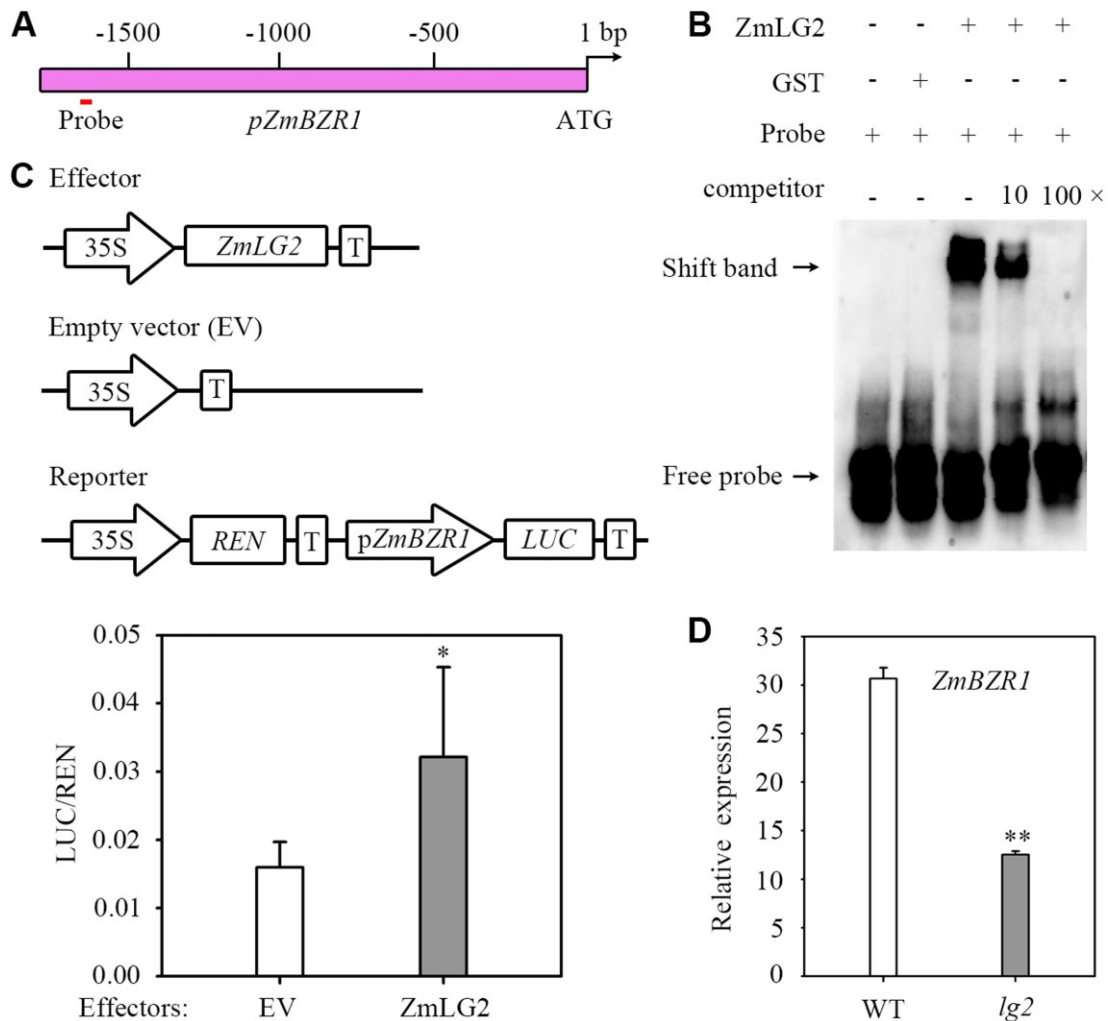 A
-1500 -1000 -500 1 bp
Probe pZmBZR1 ATG
B
ZmLG2 - - + + +
GST - + - - -
Probe + + + + +
competitor - - - 10 100 ×
Shift band
Free probe
C
Effector
35S ZmLG2 T
Empty vector (EV)
35S T
Reporter
35S REN T pZmBZR1 LUC T
LUC/REN
0.05
0.04
0.03
0.02
0.01
0.00
*
Effectors: EV ZmLG2
D
Relative expression
35
30
25
20
15
10
5
0
ZmBZR1
**
WT lg2